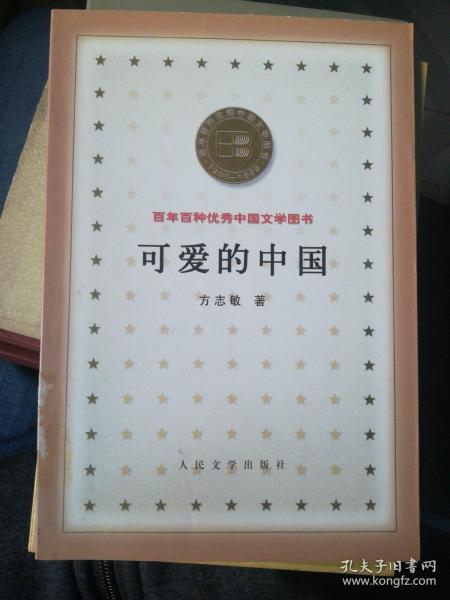 百年百种优秀中国文学图书
可爱的中国
方志敏 著
人民文学出版社
孔夫子旧书网
www.kongfz.com